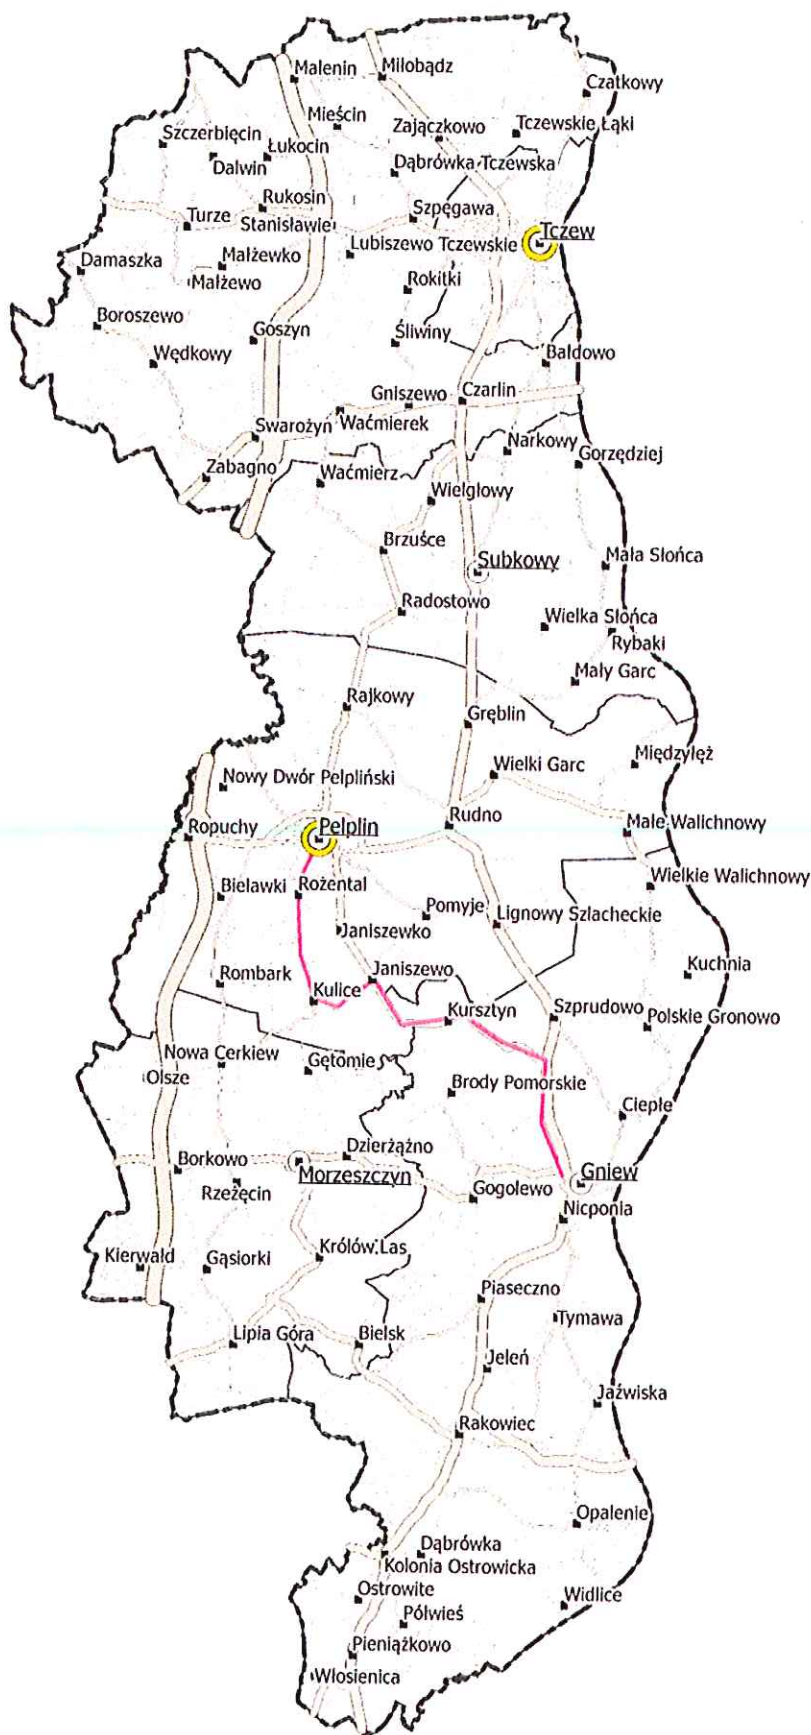 Malenin
Miłobądz
Czatkowy
Mieścin
Szczerbięcin
Zajączkowo
Tczewskie Łąki
Łukocin
Dalwin
Dąbrówka Tczewska
Rukosin
Turze
Stanisławie
Szpęgawa
Tczew
Lubiszewo Tczewskie
Małżewko
Damaszka
Małżewo
Rokitki
Boroszewo
Goszyn
Śliwiny
Wędkowy
Bałdowo
Gniszewo
Czarlin
Swarożyn
Waćmierek
Narkowy
Gorzędziej
Zabagno
Waćmierz
Wielgłowy
Brzuśce
Subkowy
Mała Słońca
Radostowo
Wielka Słońca
Rybaki
Mały Garc
Rajkowy
Gręblin
Międzyłęż
Wielki Garc
Nowy Dwór Pelpliński
Ropuchy
Pelplin
Rudno
Małe Walichnowy
Wielkie Walichnowy
Bielawki
Rożental
Pomyje
Lignowy Szlacheckie
Janiszewko
Kuchnia
Rombark
Janiszewo
Kulice
Kursztyn
Szprudowo
Polskie Gronowo
Nowa Cerkiew
Gętomie
Olsze
Brody Pomorskie
Ciepłe
Dzierżążno
Borkowo
Morzeszczyn
Gniew
Rzeżęcin
Gogolewo
Nicponia
Kierwałd
Gąsiorki
Królów Las
Piaseczno
Tymawa
Lipia Góra
Bielsk
Jeleń
Jaźwiska
Rakowiec
Opalenie
Dąbrówka
Kolonia Ostrowicka
Ostrowite
Widlice
Półwieś
Pieniążkowo
Włosienica